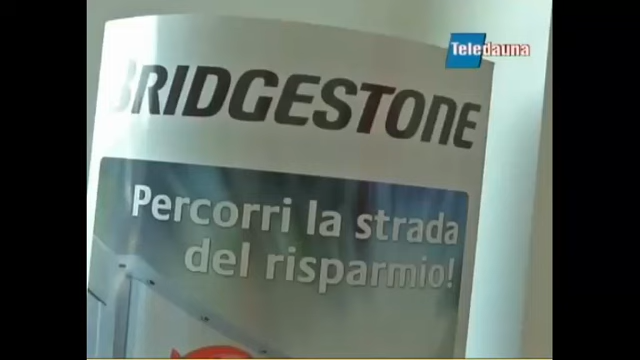 Teledauna
BRIDGESTONE
Percorri la strada
del risparmio!